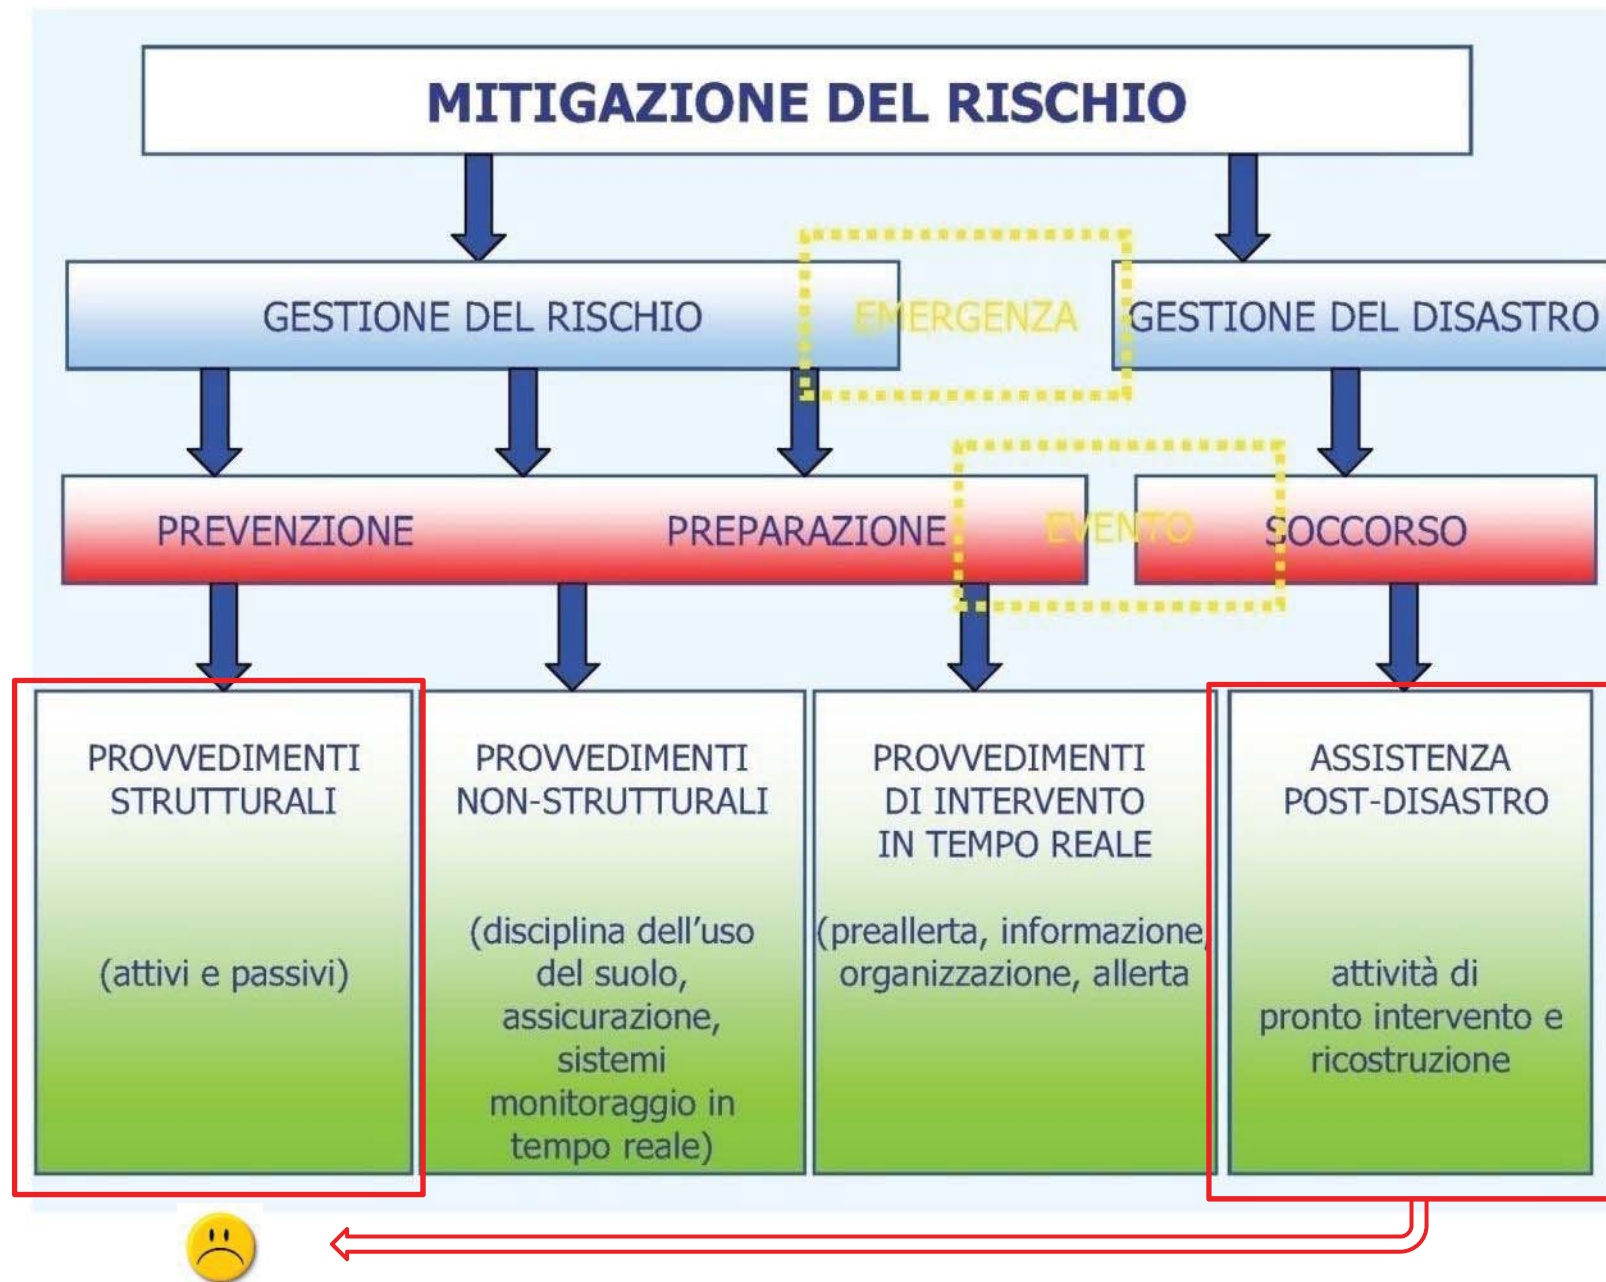 MITIGAZIONE DEL RISCHIO
GESTIONE DEL RISCHIO
EMERGENZA
GESTIONE DEL DISASTRO
PREVENZIONE
PREPARAZIONE
EVENTO
SOCCORSO
PROVVEDIMENTI
STRUTTURALI
(attivi e passivi)
PROVVEDIMENTI
NON-STRUTTURALI
(disciplina dell'uso
del suolo,
assicurazione,
sistemi
monitoraggio in
tempo reale)
PROVVEDIMENTI
DI INTERVENTO
IN TEMPO REALE
(preallerta, informazione,
organizzazione, allerta
ASSISTENZA
POST-DISASTRO
attività di
pronto intervento e
ricostruzione